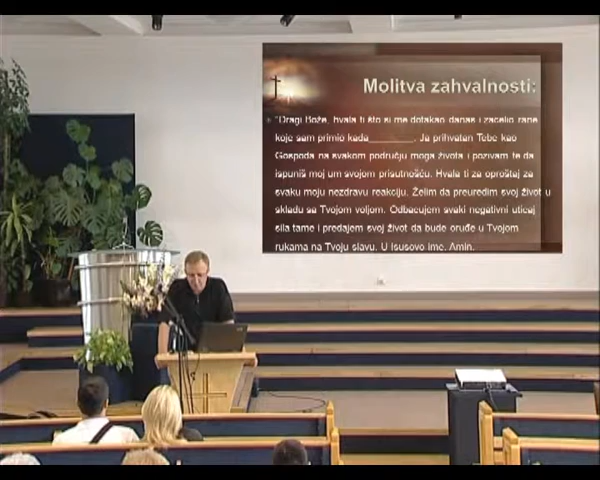 Molitva zahvalnosti:
"Dragi Bože, hvala ti što si me dotakao danas i zacelio rane
koje sam primio kada________. Ja prihvatan Tebe kao
Gospoda na svakom području moga života i pozivam te da
ispuniš moj um svojom prisutnošću. Hvala ti za oproštaj za
svaku moju nezdravu reakciju. Želim da preuredim svoj život u
skladu sa Tvojom voljom. Odbacujem svaki negativni uticaj
sila tame i predajem svoj život da bude oruđe u Tvojom
rukama na Tvoju slavu. U Isusovo ime. Amin.